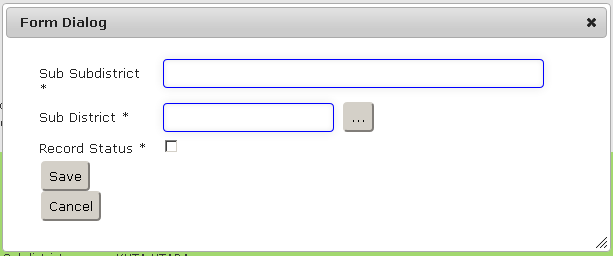 Form Dialog
Sub Subdistrict
*
Sub District *
...
Record Status *
Save
Cancel